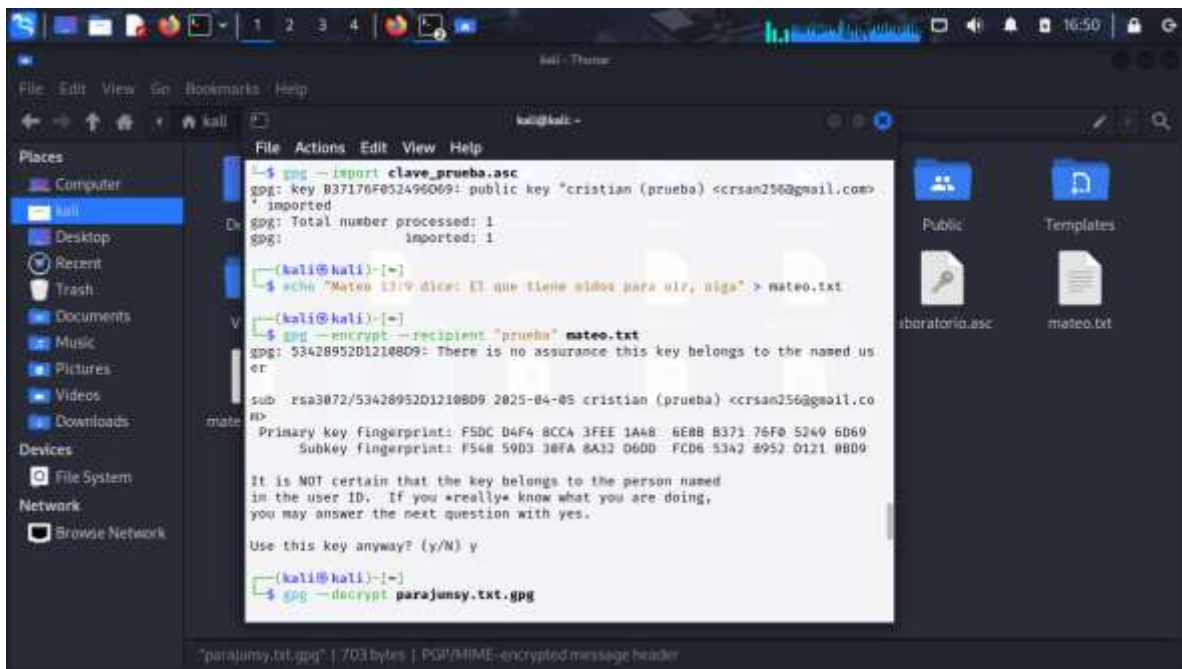 1 2 3 4
16:50
kali - Thunar
File Edit View Go Bookmarks Help
kali
Places
Computer
kali
Desktop
Recent
Trash
Documents
Music
Pictures
Videos
Downloads
Devices
File System
Network
Browse Network
Public
Templates
mateo.txt
kali@kali: ~
File Actions Edit View Help
└─$ gpg --import clave_prueba.asc
gpg: key B37176F052496D69: public key "cristian (prueba) <crsan256@gmail.com>
" imported
gpg: Total number processed: 1
gpg: imported: 1
┌──(kali㉿kali)-[~]
└─$ echo "Mateo 13:9 dice: El que tiene oidos para oir, oiga" > mateo.txt
┌──(kali㉿kali)-[~]
└─$ gpg --encrypt --recipient "prueba" mateo.txt
gpg: 53428952D1210BD9: There is no assurance this key belongs to the named us
er
sub rsa3072/53428952D1210BD9 2025-04-05 cristian (prueba) <crsan256@gmail.co
m>
Primary key fingerprint: F5DC D4F4 8CCA 3FEE 1A48 6E8B B371 76F0 5249 6D69
Subkey fingerprint: F548 59D3 30FA 8A32 D6DD FCD6 5342 8952 D121 0BD9
It is NOT certain that the key belongs to the person named
in the user ID. If you *really* know what you are doing,
you may answer the next question with yes.
Use this key anyway? (y/N) y
┌──(kali㉿kali)-[~]
└─$ gpg --decrypt parajunsy.txt.gpg
"parajunsy.txt.gpg" | 703 bytes | PGP/MIME-encrypted message header